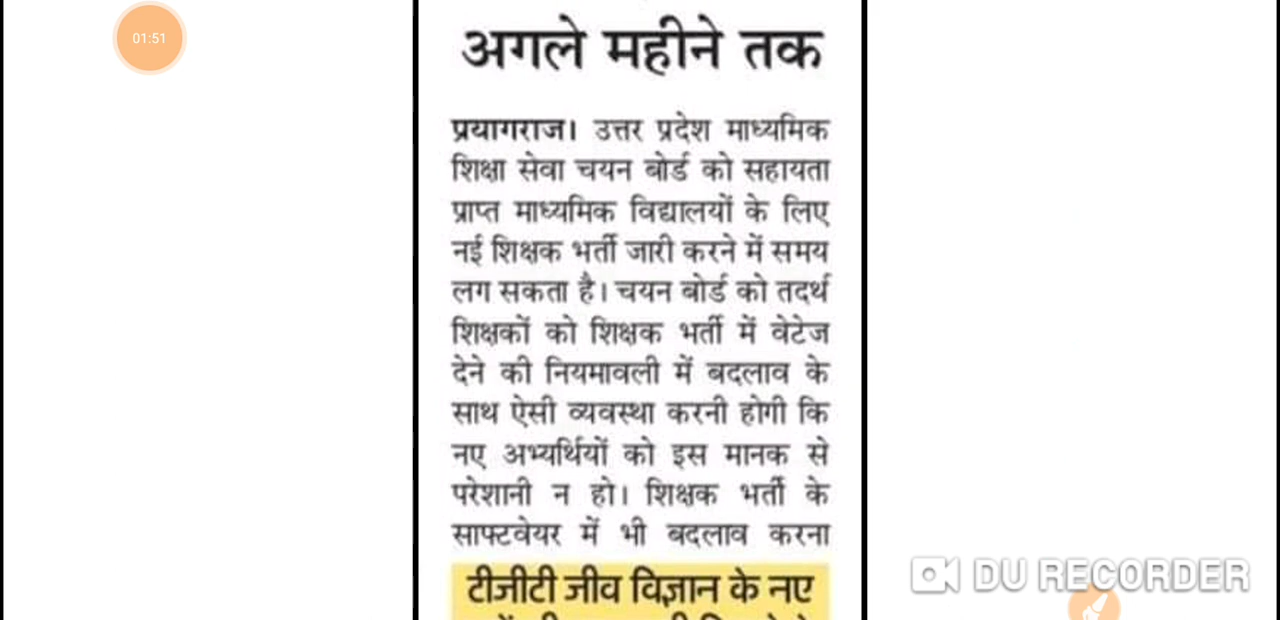 01:51
अगले महीने तक
प्रयागराज। उत्तर प्रदेश माध्यमिक
शिक्षा सेवा चयन बोर्ड को सहायता
प्राप्त माध्यमिक विद्यालयों के लिए
नई शिक्षक भर्ती जारी करने में समय
लग सकता है। चयन बोर्ड को तदर्थ
शिक्षकों को शिक्षक भर्ती में वेटेज
देने की नियमावली में बदलाव के
साथ ऐसी व्यवस्था करनी होगी कि
नए अभ्यर्थियों को इस मानक से
परेशानी न हो। शिक्षक भर्ती के
साफ्टवेयर में भी बदलाव करना
टीजीटी जीव विज्ञान के नए
DU RECORDER